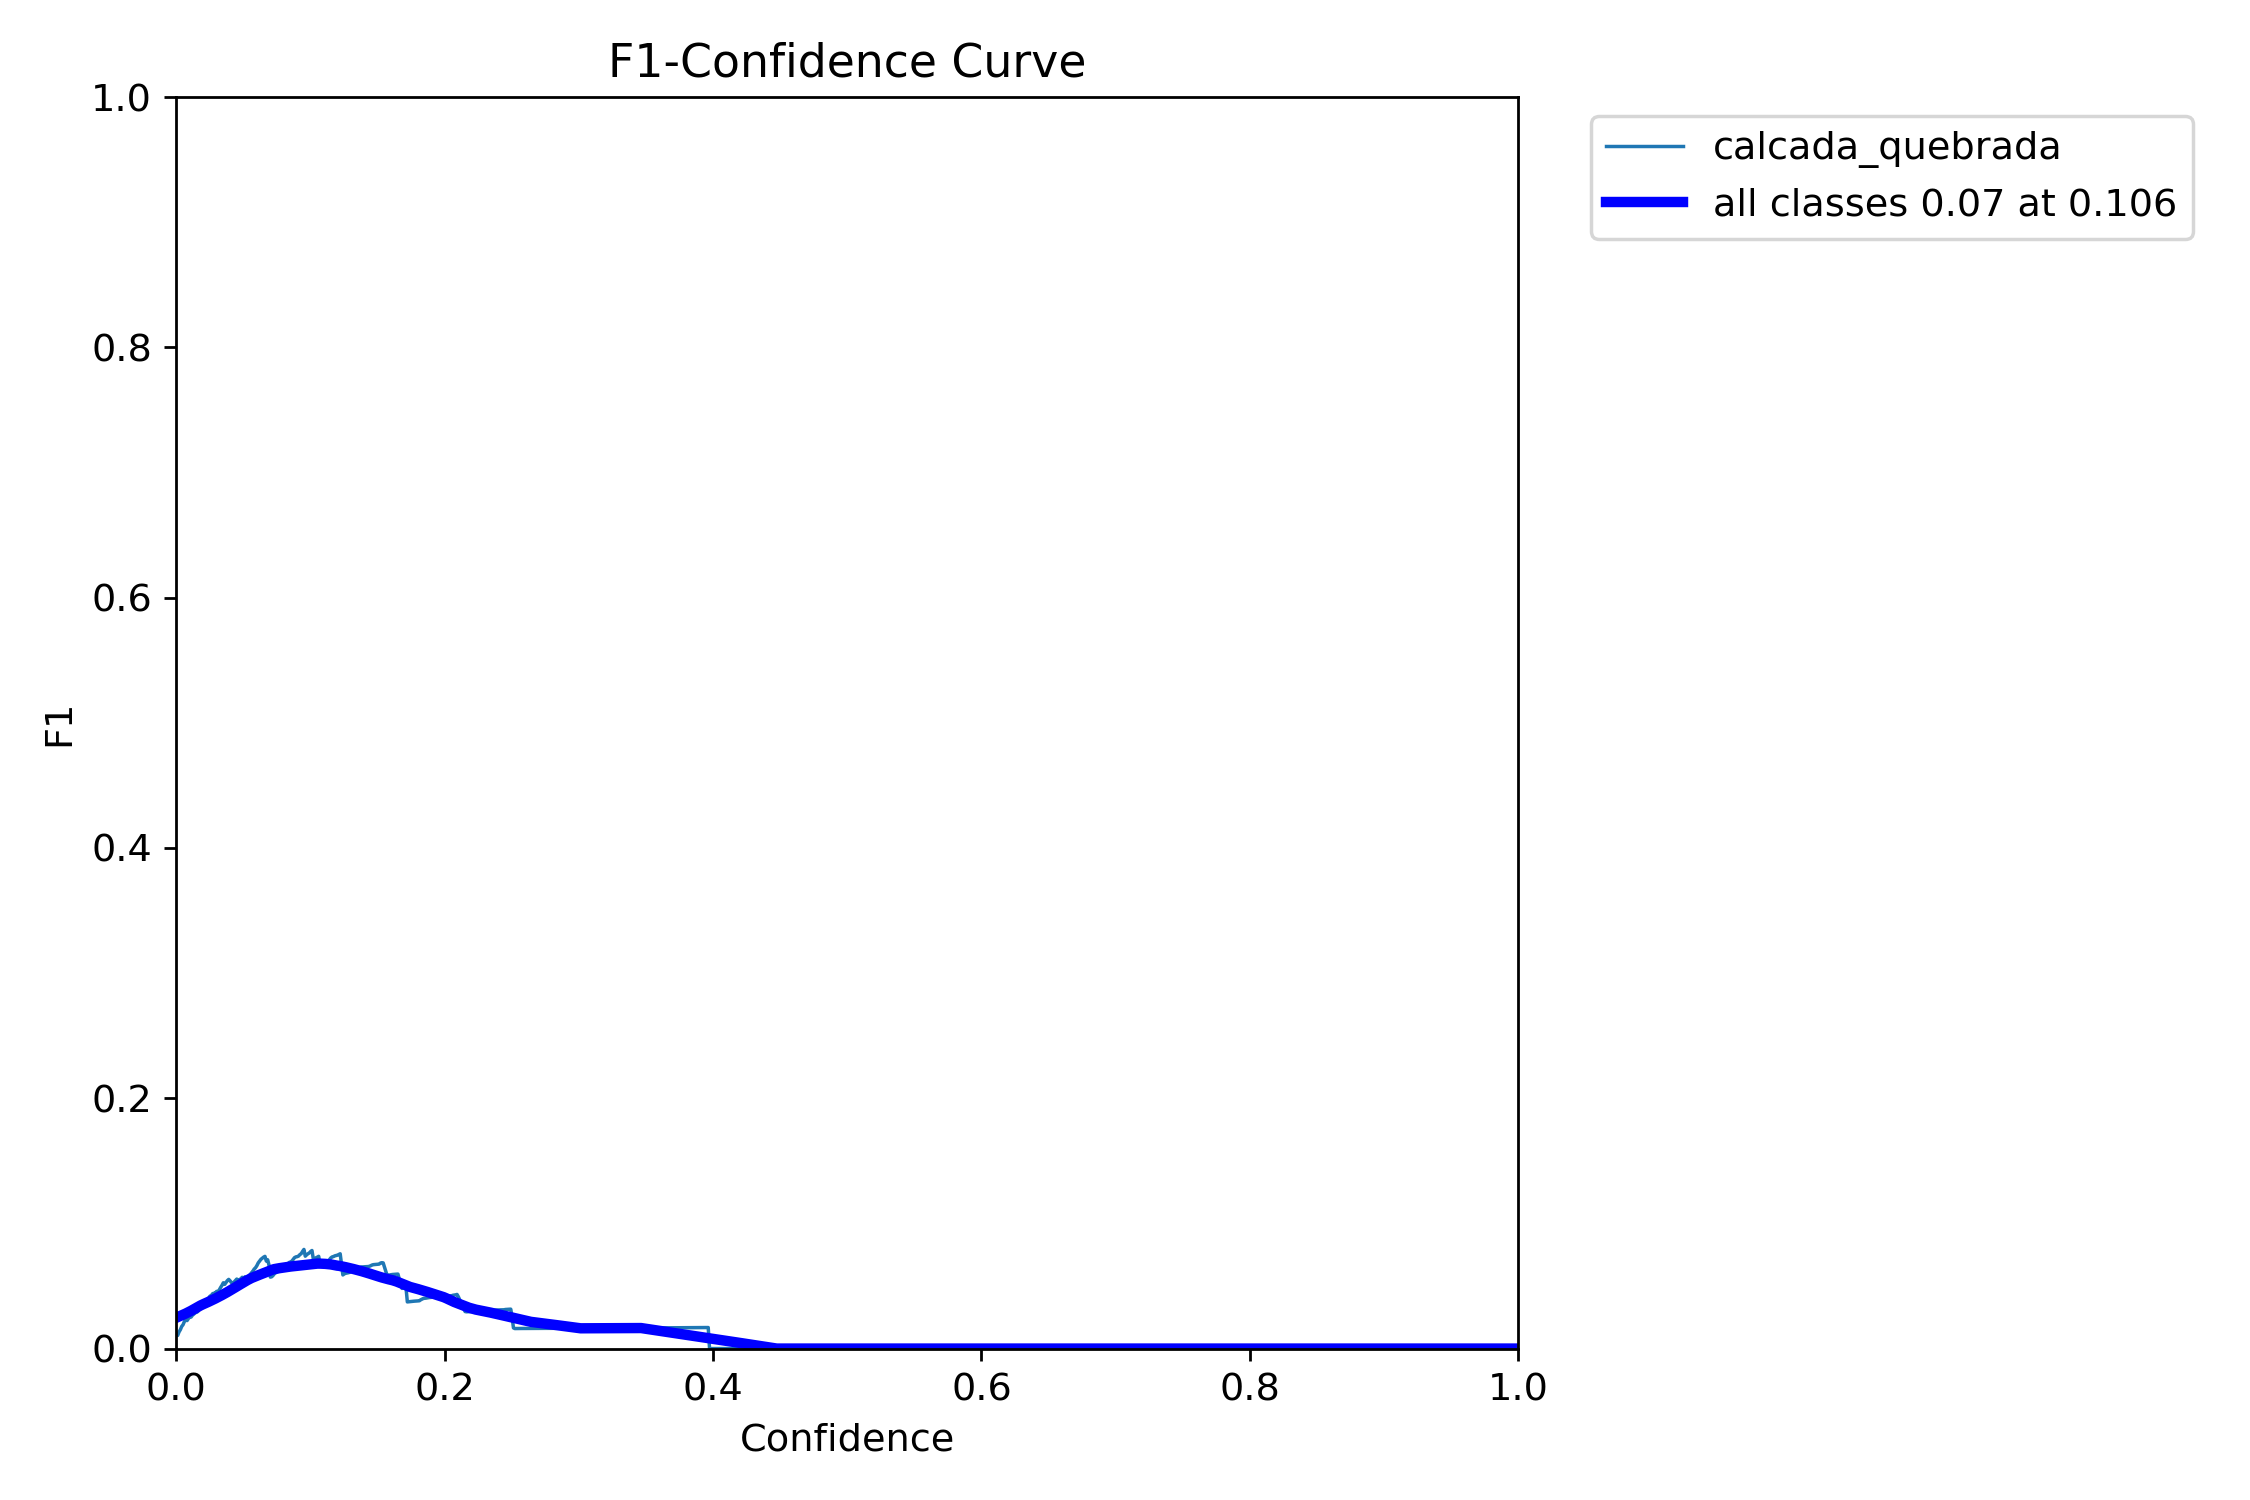 F1-Confidence Curve
1.0
0.8
0.6
0.4
0.2
0.0
F1
0.0 0.2 0.4 0.6 0.8 1.0
Confidence
calcada_quebrada
all classes 0.07 at 0.106